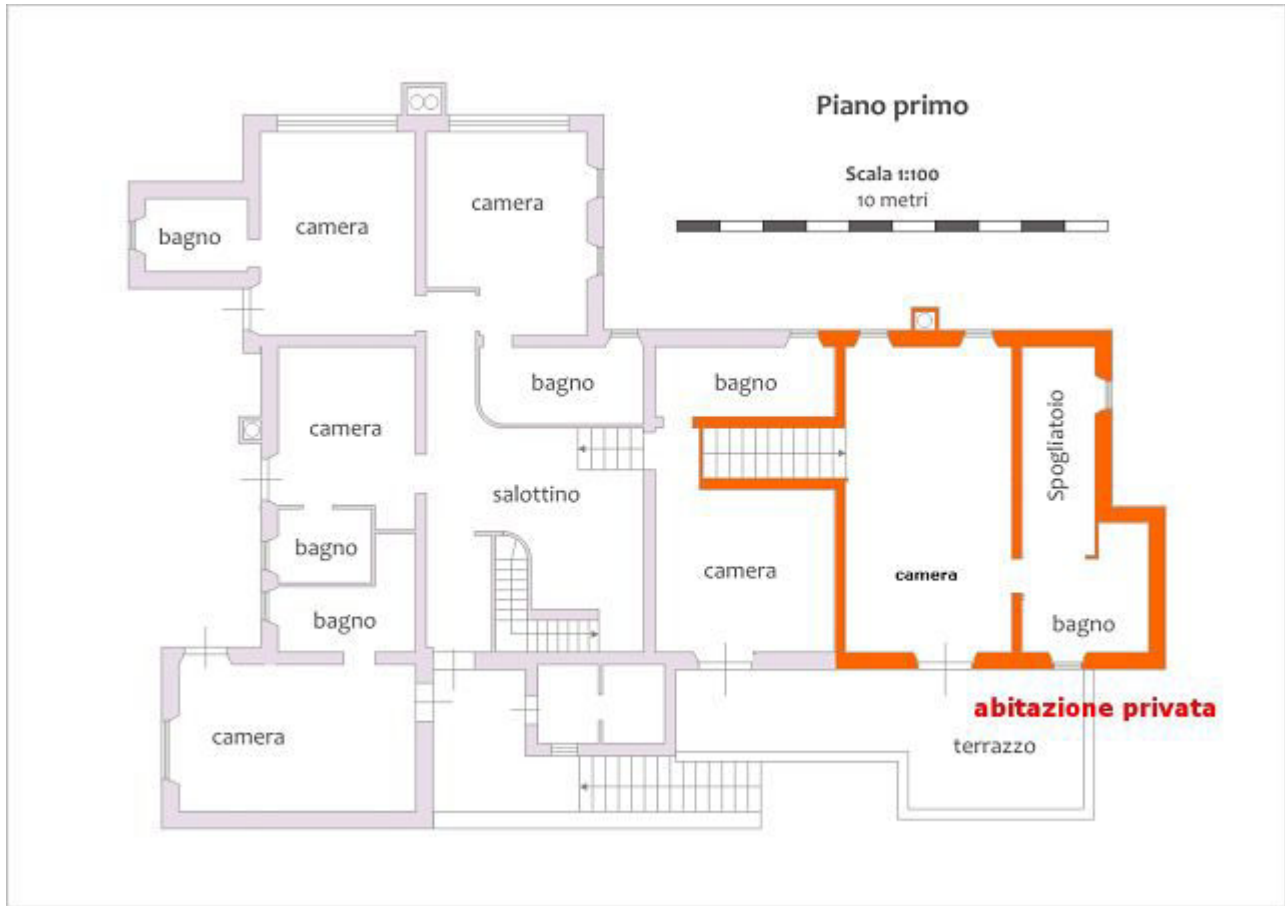 Piano primo
Scala 1:100
10 metri
camera
camera
bagno
bagno
bagno
camera
Spogliatoio
salottino
bagno
camera
camera
bagno
bagno
abitazione privata
camera
terrazzo